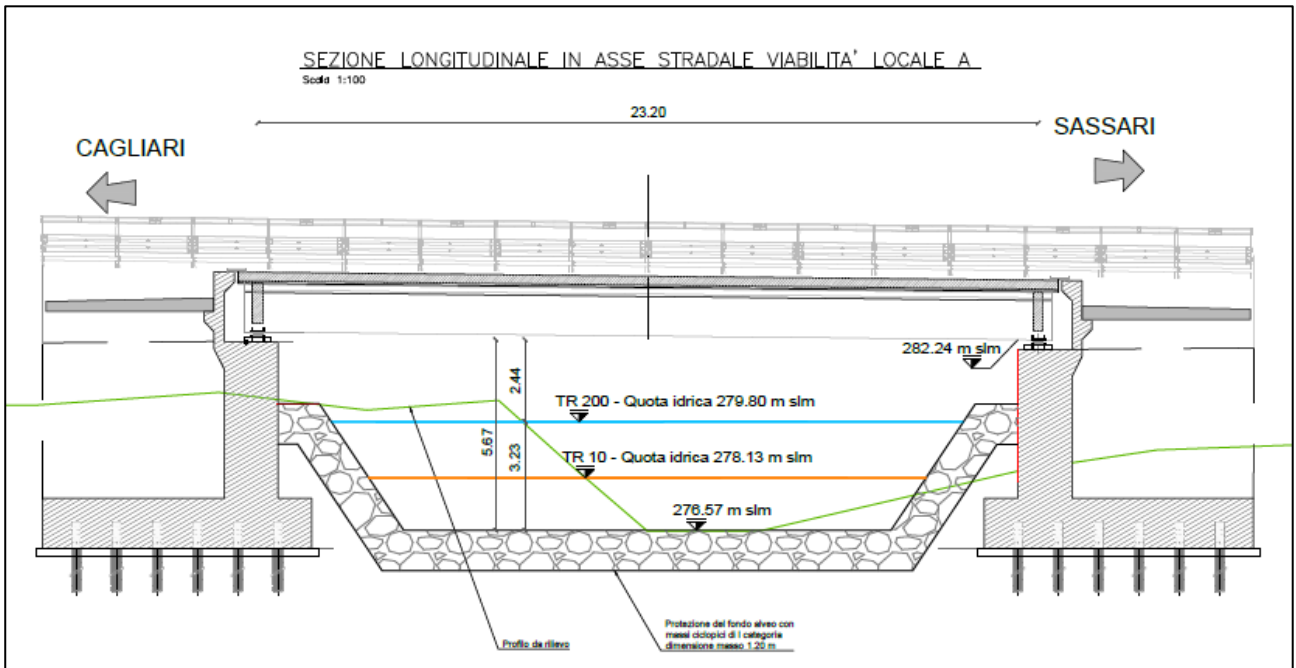 SEZIONE LONGITUDINALE IN ASSE STRADALE VIABILITA' LOCALE A
Scala 1:100
23.20
CAGLIARI
SASSARI
282.24 m slm
2.44
TR 200 - Quota idrica 279.80 m slm
5.67
3.23
TR 10 - Quota idrica 278.13 m slm
276.57 m slm
Profilo da rilievo
Protezione del fondo alveo con
massi ciclopici di I categoria
dimensione masso 1.20 m